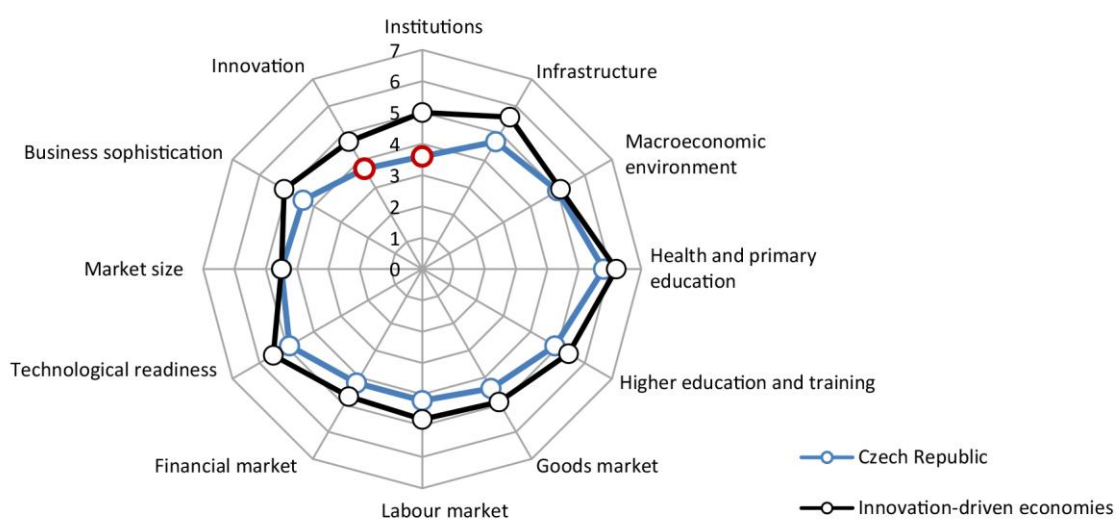 Institutions
7
6
5
4
3
2
1
0
Infrastructure
Macroeconomic
environment
Health and primary
education
Higher education and training
Goods market
Labour market
Financial market
Technological readiness
Market size
Business sophistication
Innovation
Czech Republic
Innovation-driven economies